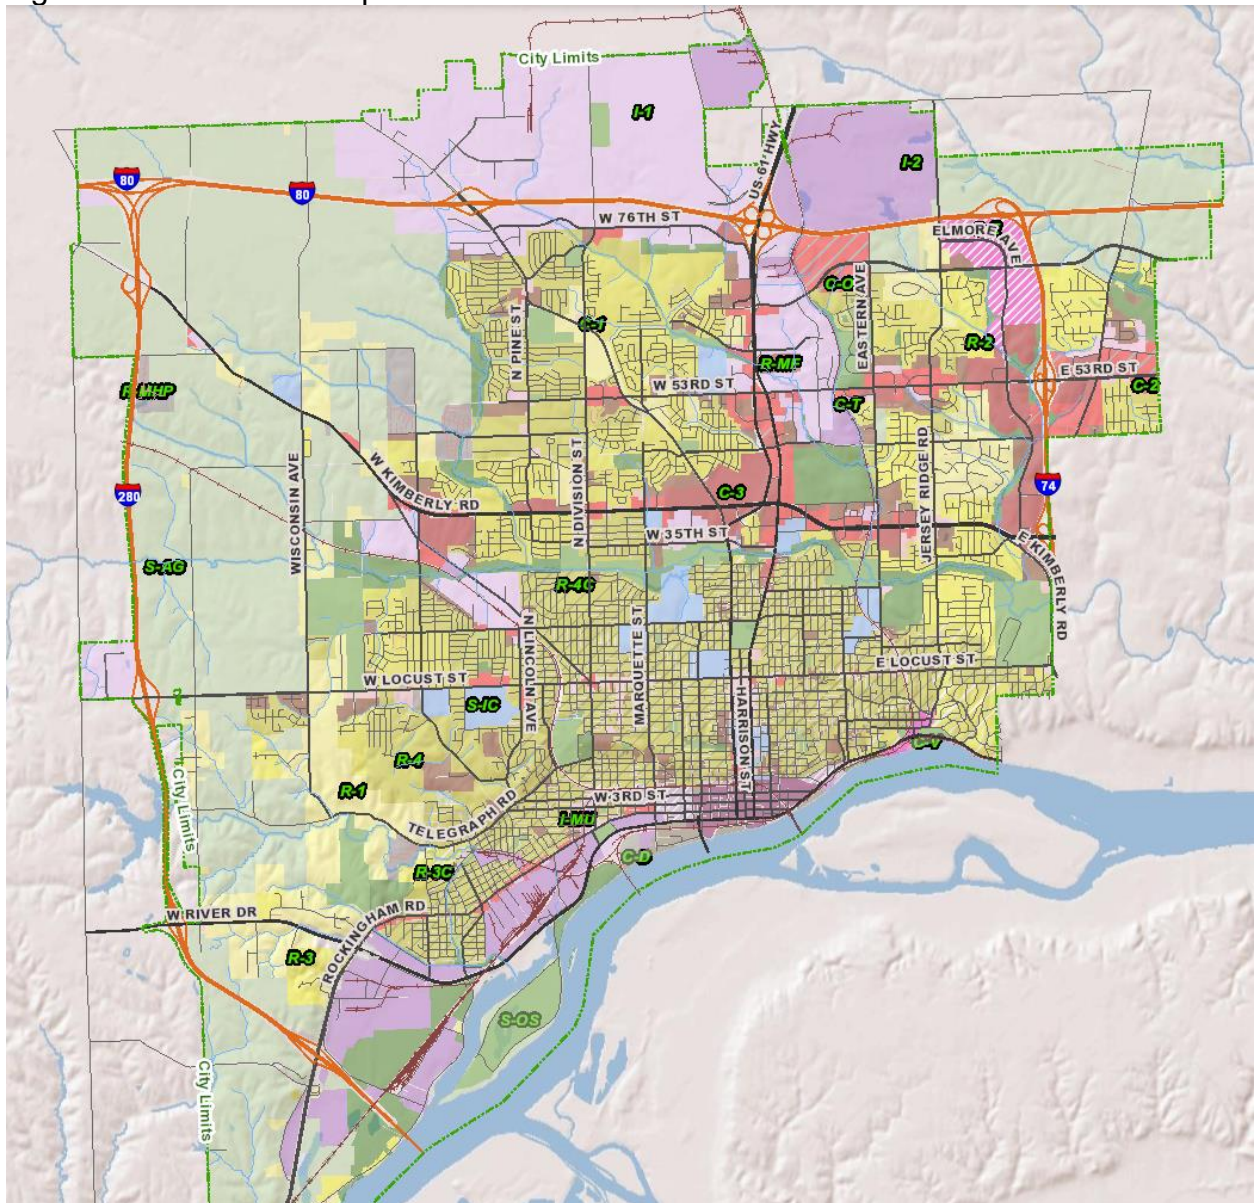 City Limits
I-1
I-2
US 61 HWY
80
80
W 76TH ST
ELMORE AVE
C-O
EASTERN AVE
C-1
N PINE ST
R-2
R-MF
E 53RD ST
W 53RD ST
R-MHP
C-2
C-T
JERSEY RIDGE RD
N DIVISION ST
WISCONSIN AVE
W KIMBERLY RD
280
74
C-3
W 35TH ST
E KIMBERLY RD
S-AG
R-4C
N LINCOLN AVE
MARQUETTE ST
E LOCUST ST
W LOCUST ST
HARRISON ST
S-IC
C-V
R-4
R-1
City Limits
W 3RD ST
TELEGRAPH RD
I-MU
C-D
R-3C
W RIVER DR
ROCKINGHAM RD
R-3
S-OS
City Limits